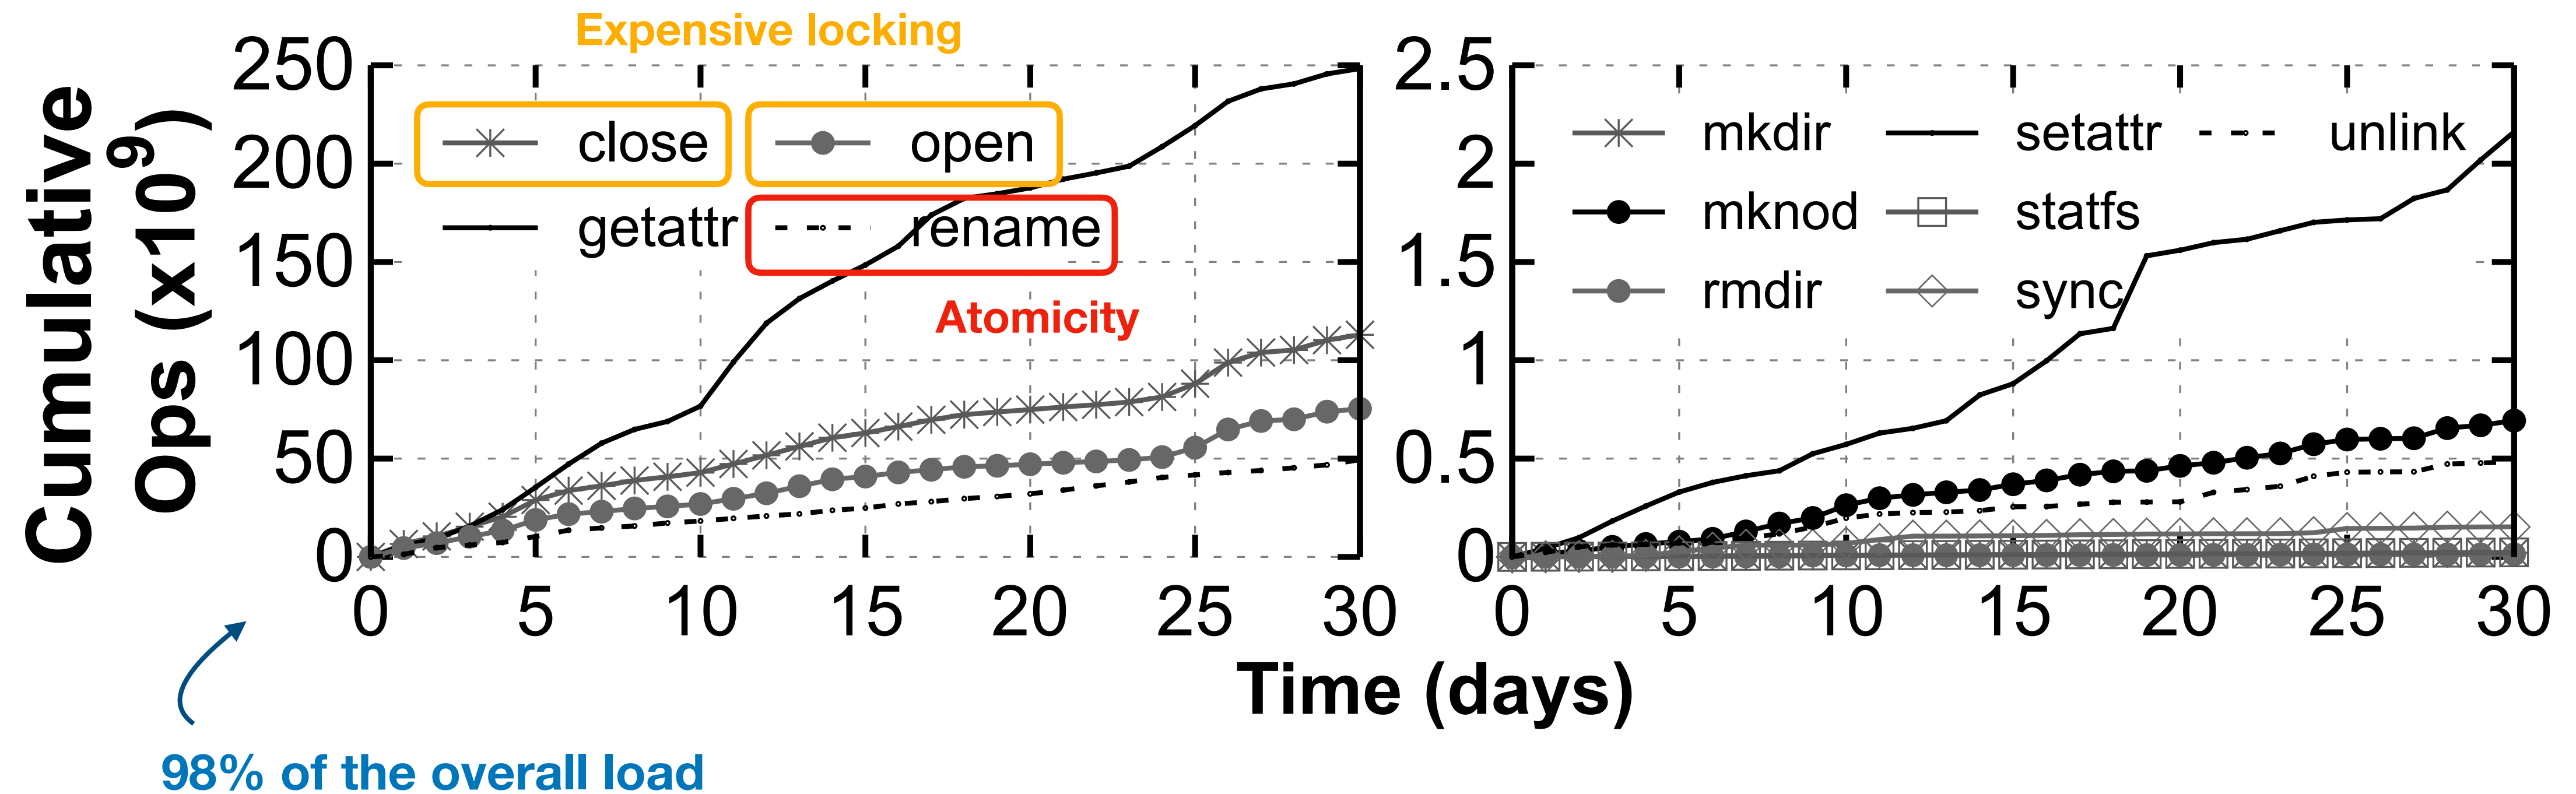 Expensive locking
Cumulative
Ops (x10⁹)
250
200
150
100
50
0
close
open
getattr
rename
Atomicity
0 5 10 15 20 25 30
2.5
2
1.5
1
0.5
0
mkdir setattr unlink
mknod statfs
rmdir sync
0 5 10 15 20 25 30
Time (days)
98% of the overall load